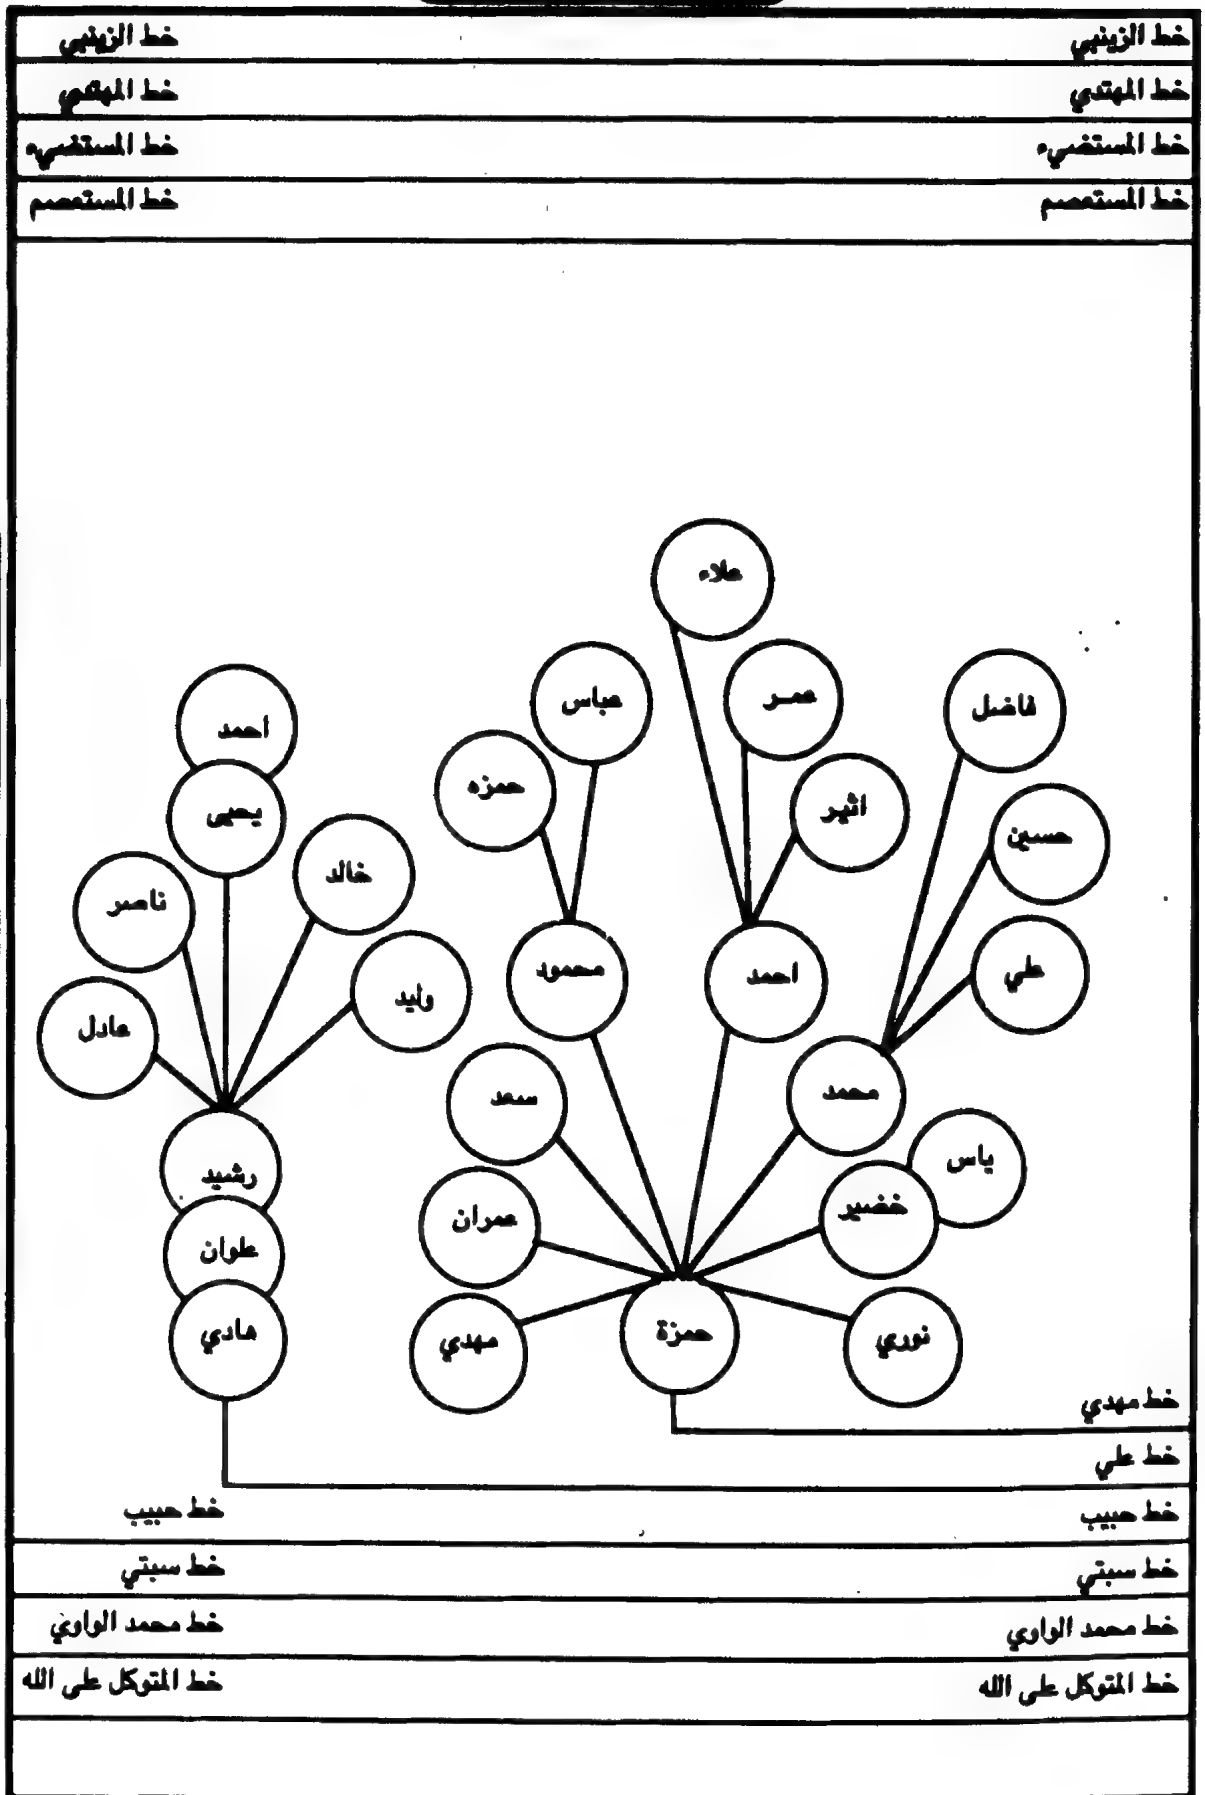 خط الزينبي خط الزينبي
خط المهتدي خط المهتدي
خط المستضيء خط المستضيء
خط المستعصم خط المستعصم
علاء
عمـر
عباس
فاضل
احمد
حمزه
اثير
حسين
يحيى
خالد
ناصر
علي
احمد
محمود
وليد
عادل
محمد
سعد
ياس
رشيد
خضير
عمران
علوان
نوري
حمزة
مهدي
هادي
خط مهدي
خط علي
خط حبيب خط حبيب
خط سبتي خط سبتي
خط محمد الواوي خط محمد الواوي
خط المتوكل على الله خط المتوكل على الله